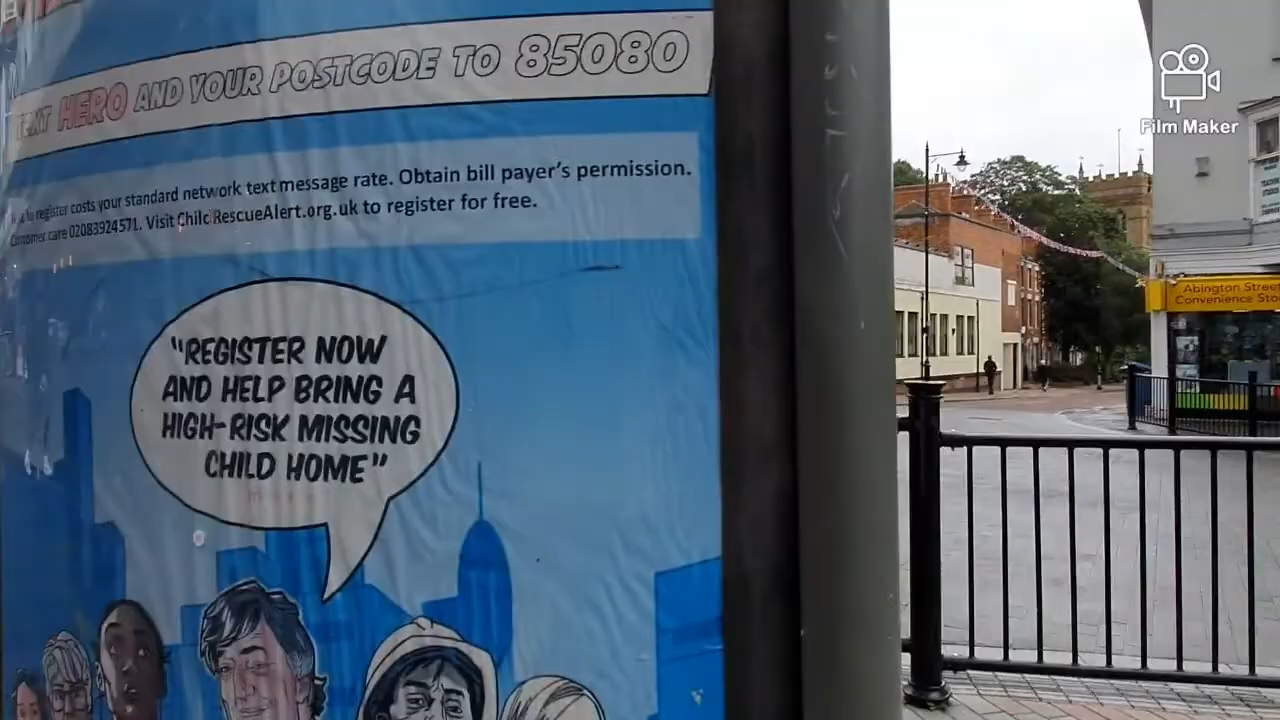 TEXT HERO AND YOUR POSTCODE TO 85080
to register costs your standard network text message rate. Obtain bill payer's permission.
Customer care 02083924571. Visit ChildRescueAlert.org.uk to register for free.
"REGISTER NOW
AND HELP BRING A
HIGH-RISK MISSING
CHILD HOME"
Film Maker
Abington Street
Convenience Sto